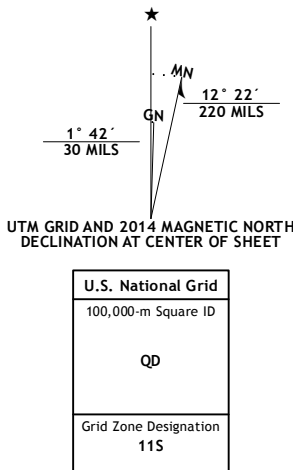 ★
MN
GN
12° 22´
220 MILS
1° 42´
30 MILS
UTM GRID AND 2014 MAGNETIC NORTH
DECLINATION AT CENTER OF SHEET
U.S. National Grid
100,000-m Square ID
QD
Grid Zone Designation
11S